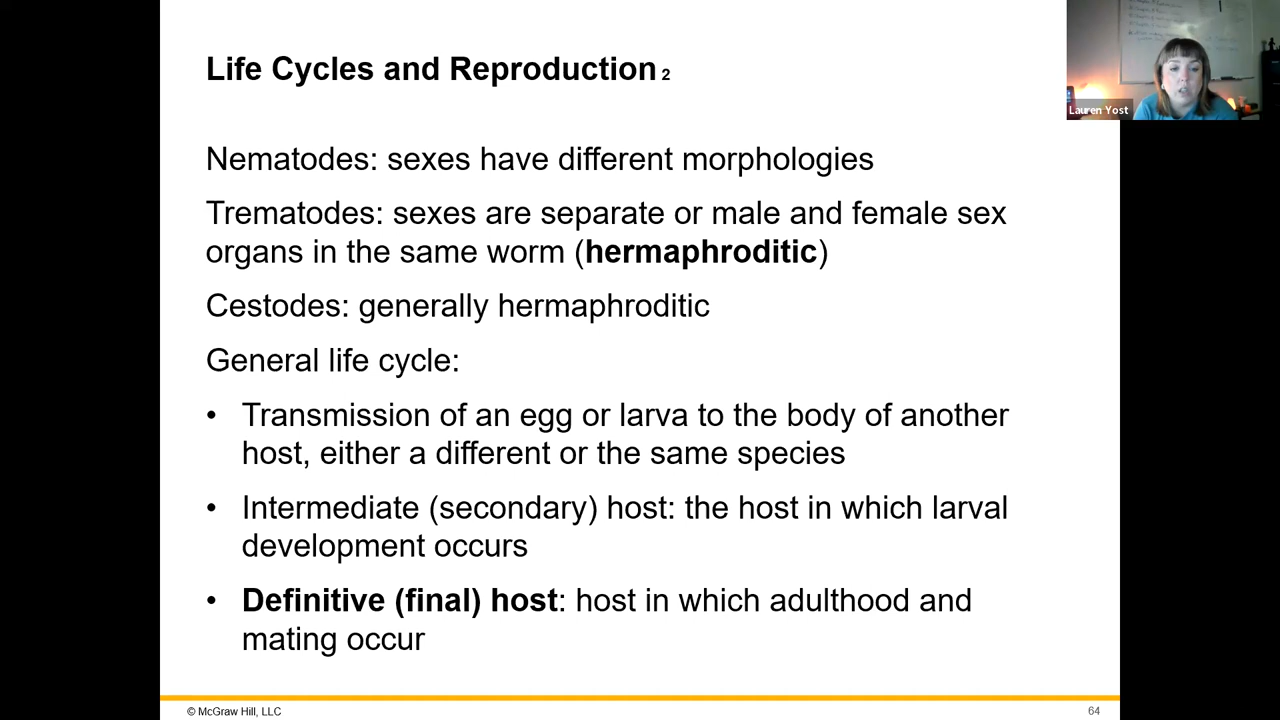 Life Cycles and Reproduction 2
Lauren Yost
Nematodes: sexes have different morphologies
Trematodes: sexes are separate or male and female sex
organs in the same worm (hermaphroditic)
Cestodes: generally hermaphroditic
General life cycle:
• Transmission of an egg or larva to the body of another
host, either a different or the same species
• Intermediate (secondary) host: the host in which larval
development occurs
• Definitive (final) host: host in which adulthood and
mating occur
© McGraw Hill, LLC
64